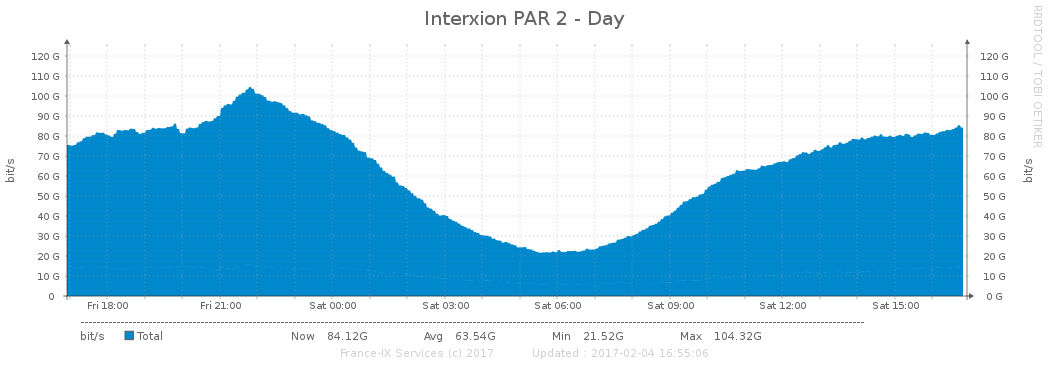 Interxion PAR 2 - Day
RRDTOOL / TOBI OETIKER
bit/s
bit/s
120 G 120 G
110 G 110 G
100 G 100 G
90 G 90 G
80 G 80 G
70 G 70 G
60 G 60 G
50 G 50 G
40 G 40 G
30 G 30 G
20 G 20 G
10 G 10 G
0 0 G
Fri 18:00 Fri 21:00 Sat 00:00 Sat 03:00 Sat 06:00 Sat 09:00 Sat 12:00 Sat 15:00
bit/s Total Now 84.12G Avg 63.54G Min 21.52G Max 104.32G
France-IX Services (c) 2017 Updated : 2017-02-04 16:55:06